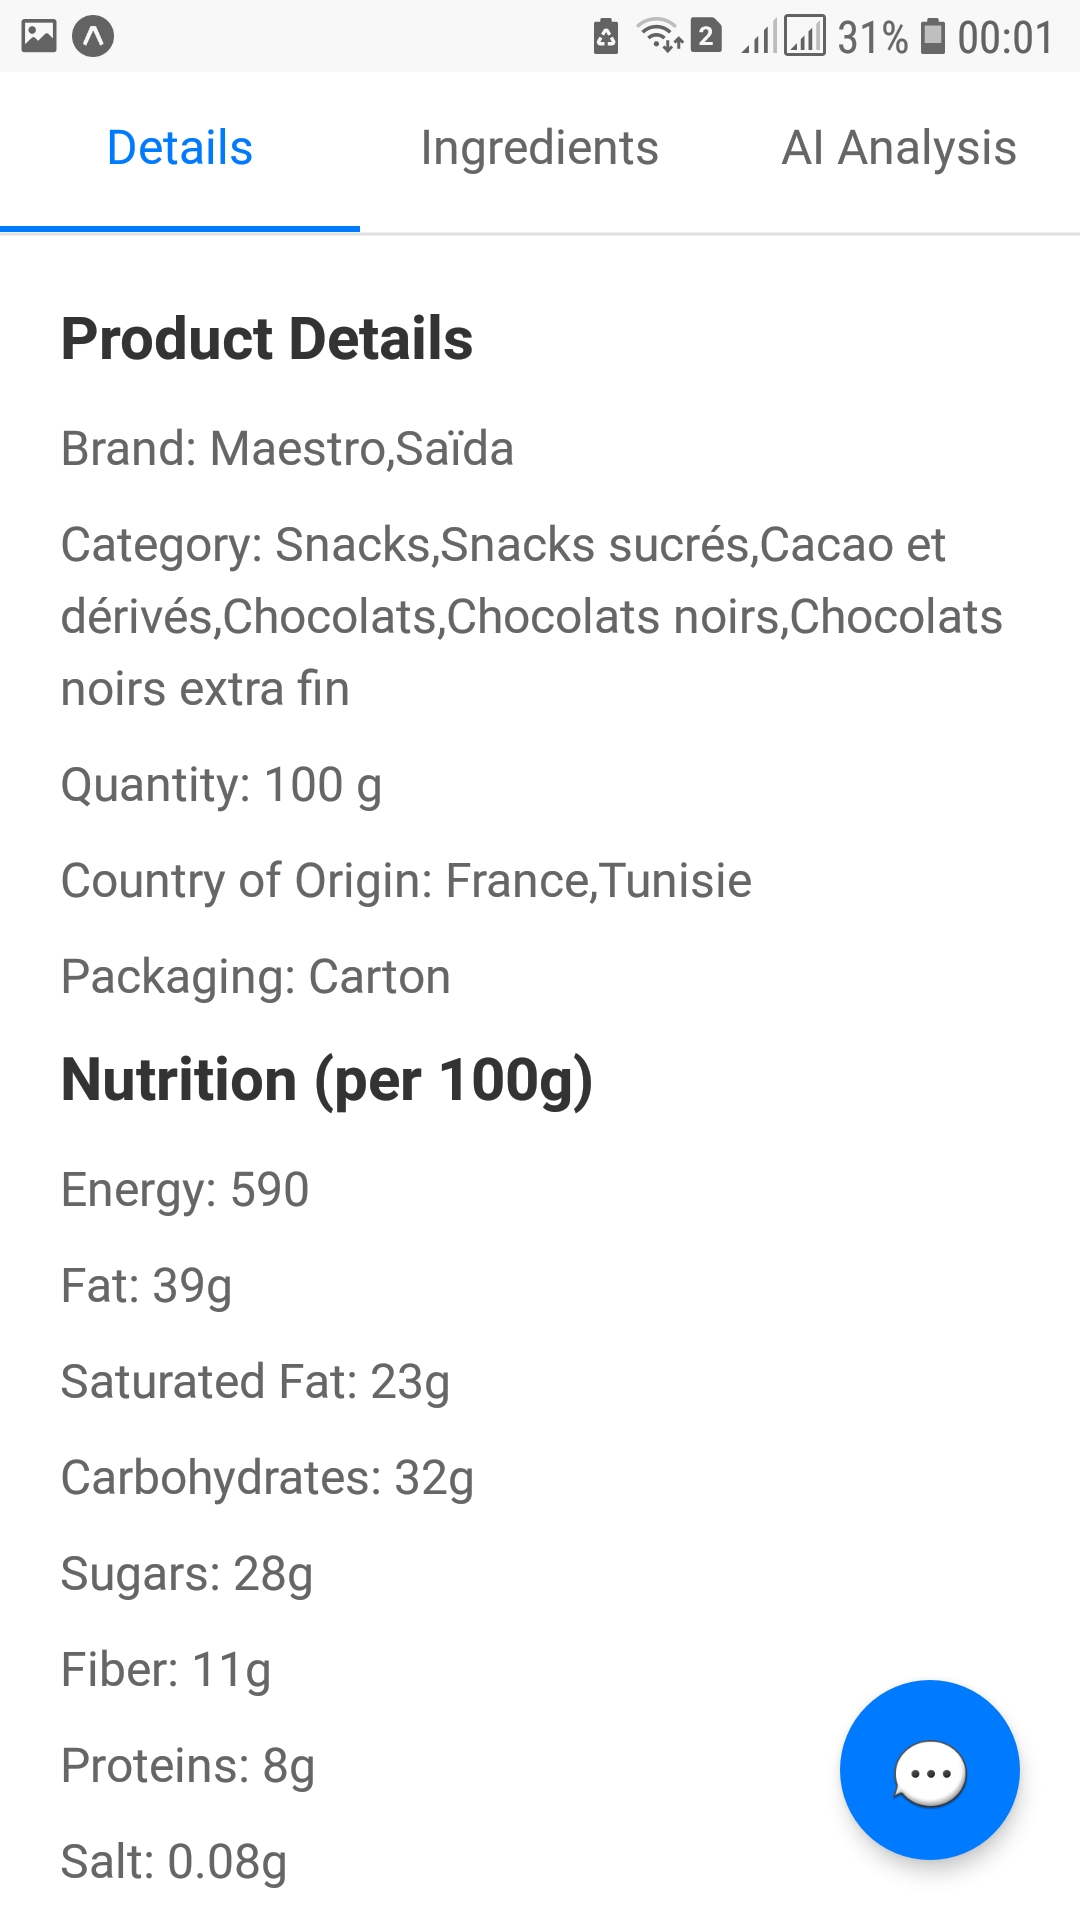 2 31% 00:01
Details Ingredients AI Analysis
Product Details
Brand: Maestro,Saïda
Category: Snacks,Snacks sucrés,Cacao et
dérivés,Chocolats,Chocolats noirs,Chocolats
noirs extra fin
Quantity: 100 g
Country of Origin: France,Tunisie
Packaging: Carton
Nutrition (per 100g)
Energy: 590
Fat: 39g
Saturated Fat: 23g
Carbohydrates: 32g
Sugars: 28g
Fiber: 11g
Proteins: 8g
Salt: 0.08g